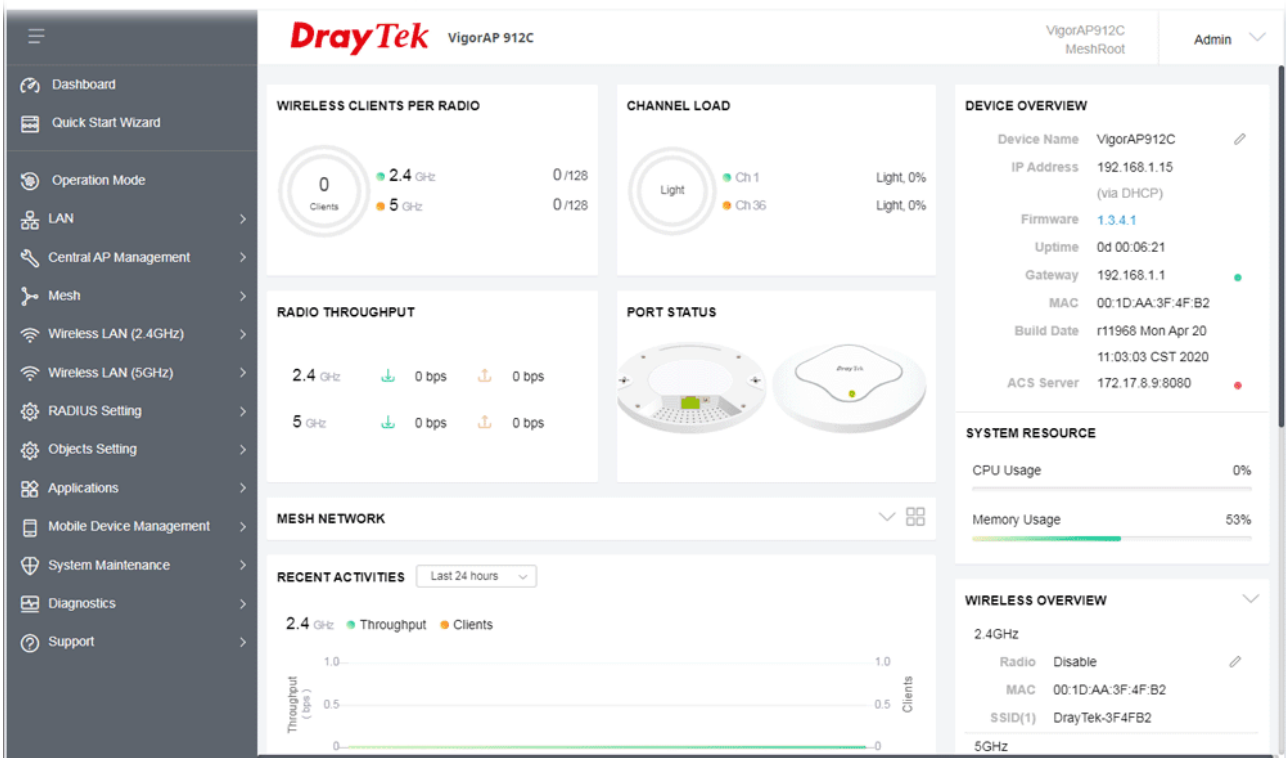 DrayTek VigorAP 912C
VigorAP912C
MeshRoot
Admin
Dashboard
Quick Start Wizard
Operation Mode
LAN
Central AP Management
Mesh
Wireless LAN (2.4GHz)
Wireless LAN (5GHz)
RADIUS Setting
Objects Setting
Applications
Mobile Device Management
System Maintenance
Diagnostics
Support
WIRELESS CLIENTS PER RADIO
0
Clients
2.4 GHz 0 /128
5 GHz 0 /128
CHANNEL LOAD
Light
Ch 1 Light, 0%
Ch 36 Light, 0%
RADIO THROUGHPUT
2.4 GHz 0 bps 0 bps
5 GHz 0 bps 0 bps
PORT STATUS
DrayTek
MESH NETWORK
RECENT ACTIVITIES Last 24 hours
2.4 GHz Throughput Clients
Throughput
( bps )
1.0
0.5
0
1.0
0.5
0
Clients
DEVICE OVERVIEW
Device Name VigorAP912C
IP Address 192.168.1.15
(via DHCP)
Firmware 1.3.4.1
Uptime 0d 00:06:21
Gateway 192.168.1.1
MAC 00:1D:AA:3F:4F:B2
Build Date r11968 Mon Apr 20
11:03:03 CST 2020
ACS Server 172.17.8.9:8080
SYSTEM RESOURCE
CPU Usage 0%
Memory Usage 53%
WIRELESS OVERVIEW
2.4GHz
Radio Disable
MAC 00:1D:AA:3F:4F:B2
SSID(1) DrayTek-3F4FB2
5GHz